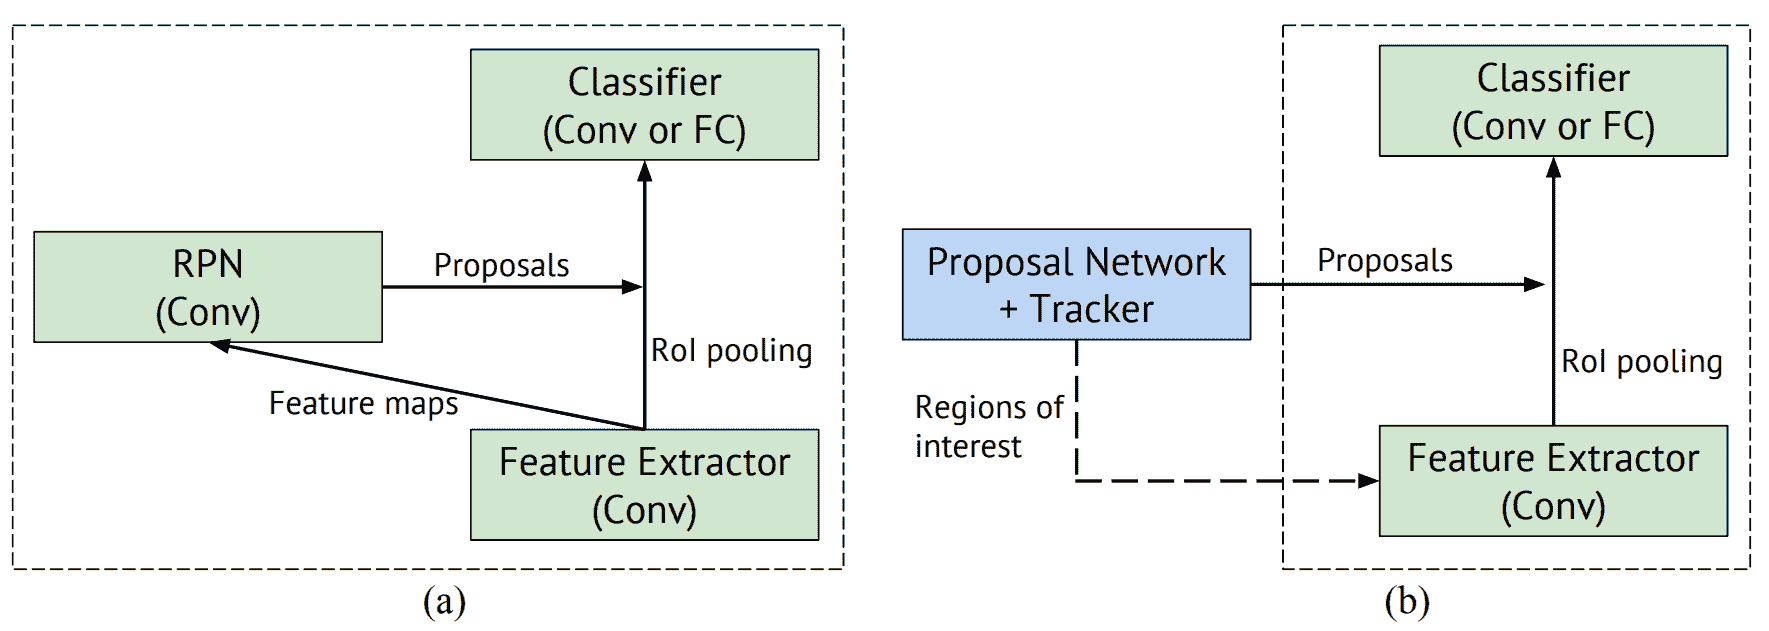 Classifier
(Conv or FC)
RPN
(Conv)
Proposals
RoI pooling
Feature maps
Feature Extractor
(Conv)
(a)
Classifier
(Conv or FC)
Proposal Network
+ Tracker
Proposals
RoI pooling
Regions of
interest
Feature Extractor
(Conv)
(b)